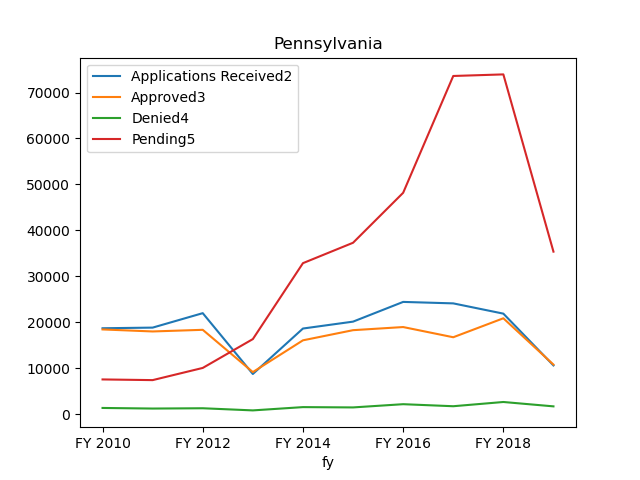 Pennsylvania
Applications Received2
Approved3
Denied4
Pending5
70000
60000
50000
40000
30000
20000
10000
0
FY 2010 FY 2012 FY 2014 FY 2016 FY 2018
fy